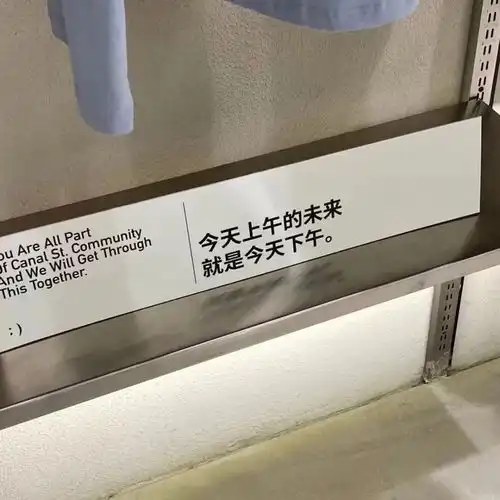 ou Are All Part
Of Canal St. Community
And We Will Get Through
This Together.
;)
今天上午的未来
就是今天下午。